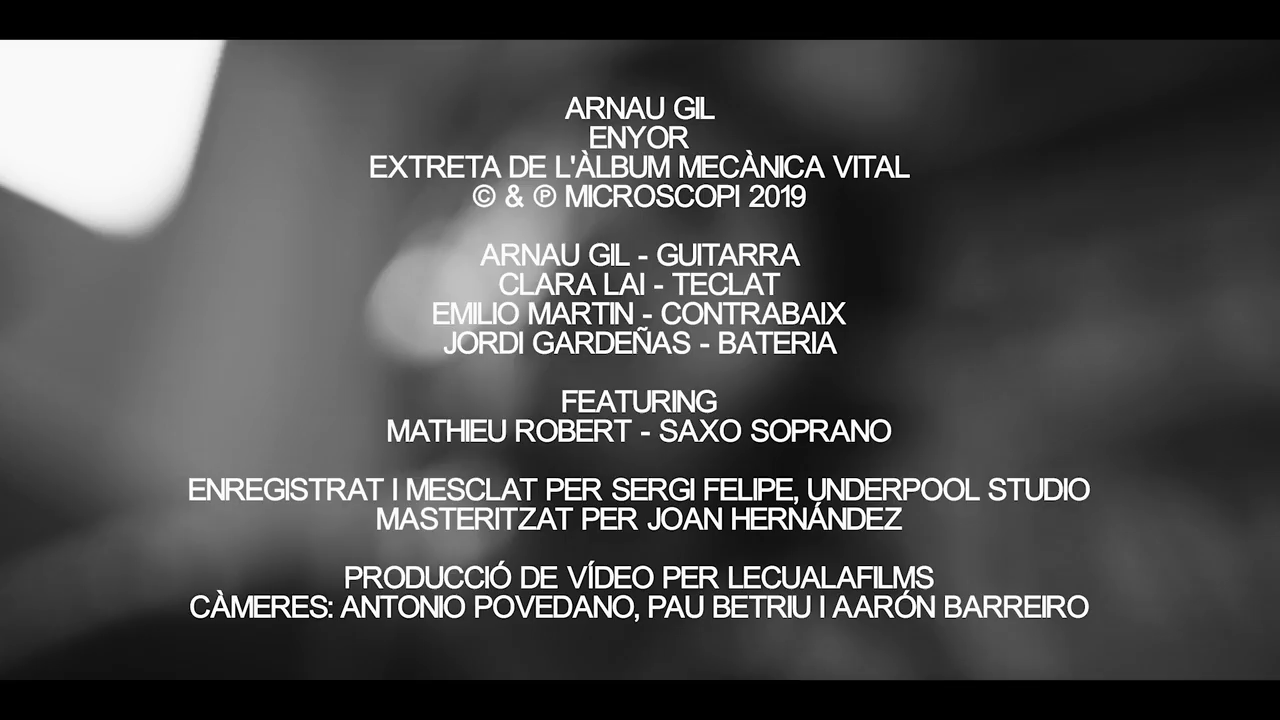 ARNAU GIL
ENYOR
EXTRETA DE L'ÀLBUM MECÀNICA VITAL
© & ℗ MICROSCOPI 2019
ARNAU GIL - GUITARRA
CLARA LAI - TECLAT
EMILIO MARTIN - CONTRABAIX
JORDI GARDEÑAS - BATERIA
FEATURING
MATHIEU ROBERT - SAXO SOPRANO
ENREGISTRAT I MESCLAT PER SERGI FELIPE, UNDERPOOL STUDIO
MASTERITZAT PER JOAN HERNÁNDEZ
PRODUCCIÓ DE VÍDEO PER LECUALAFILMS
CÀMERES: ANTONIO POVEDANO, PAU BETRIU I AARÓN BARREIRO